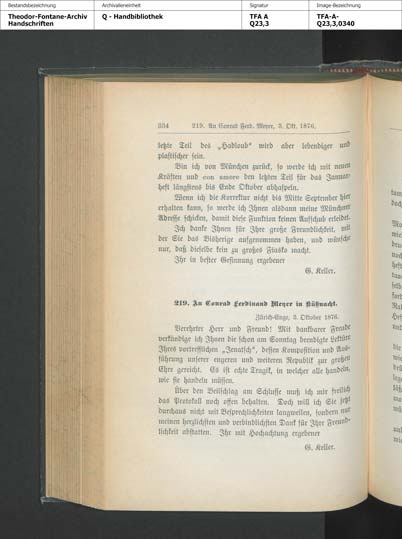 Bestandsbezeichnung
Archivalieneinheit
Signatur
Image-Bezeichnung
Theodor-Fontane-Archiv
Handschriften
Q - Handbibliothek
TFA A
Q23,3
TFA-A-
Q23,3,0340
334 219. An Conrad Ferd. Meyer, 3. Okt. 1876.
letzte Teil des „Hadlaub“ wird aber lebendiger und
plastischer sein.
Bin ich von München zurück, so werde ich mit neuen
Kräften und con amore den letzten Teil für das Januar-
heft längstens bis Ende Oktober abhaspeln.
Wenn ich die Korrektur nicht bis Mitte September hier
erhalten kann, so werde ich Ihnen alsdann meine Münchener
Adresse schicken, damit diese Funktion keinen Aufschub erleidet.
Ich danke Ihnen für Ihre große Freundlichkeit, mit
der Sie das Bisherige aufgenommen haben, und wünsche
nur, daß dieselbe kein zu großes Fiasko macht.
Ihr in bester Gesinnung ergebener
G. Keller.
219. An Conrad Ferdinand Meyer in Küßnacht.
Zürich-Enge, 3. Oktober 1876.
Verehrter Herr und Freund! Mit dankbarer Freude
verkündige ich Ihnen die schon am Sonntag beendigte Lektüre
Ihres vortrefflichen „Jenatsch“, dessen Komposition und Aus-
führung unserer engeren und weiteren Republik zur großen
Ehre gereicht. Es ist echte Tragik, in welcher alle handeln,
wie sie handeln müssen.
Über den Beilschlag am Schlusse muß ich mir freilich
das Protokoll noch offen behalten. Doch will ich Sie jetzt
durchaus nicht mit Besprechlichkeiten langweilen, sondern nur
meinen herzlichsten und verbindlichsten Dank für Ihre Freund-
lichkeit abstatten. Ihr mit Hochachtung ergebener
G. Keller.